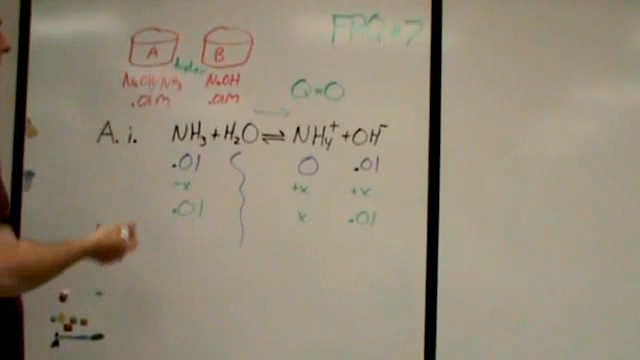 FRQ #7
A B
NaOH/NH₃ NaOH
.01M .01M
Q=0
A. i. NH₃ + H₂O ⇌ NH₄⁺ + OH⁻
.01 0 .01
-x +x +x
.01 x .01